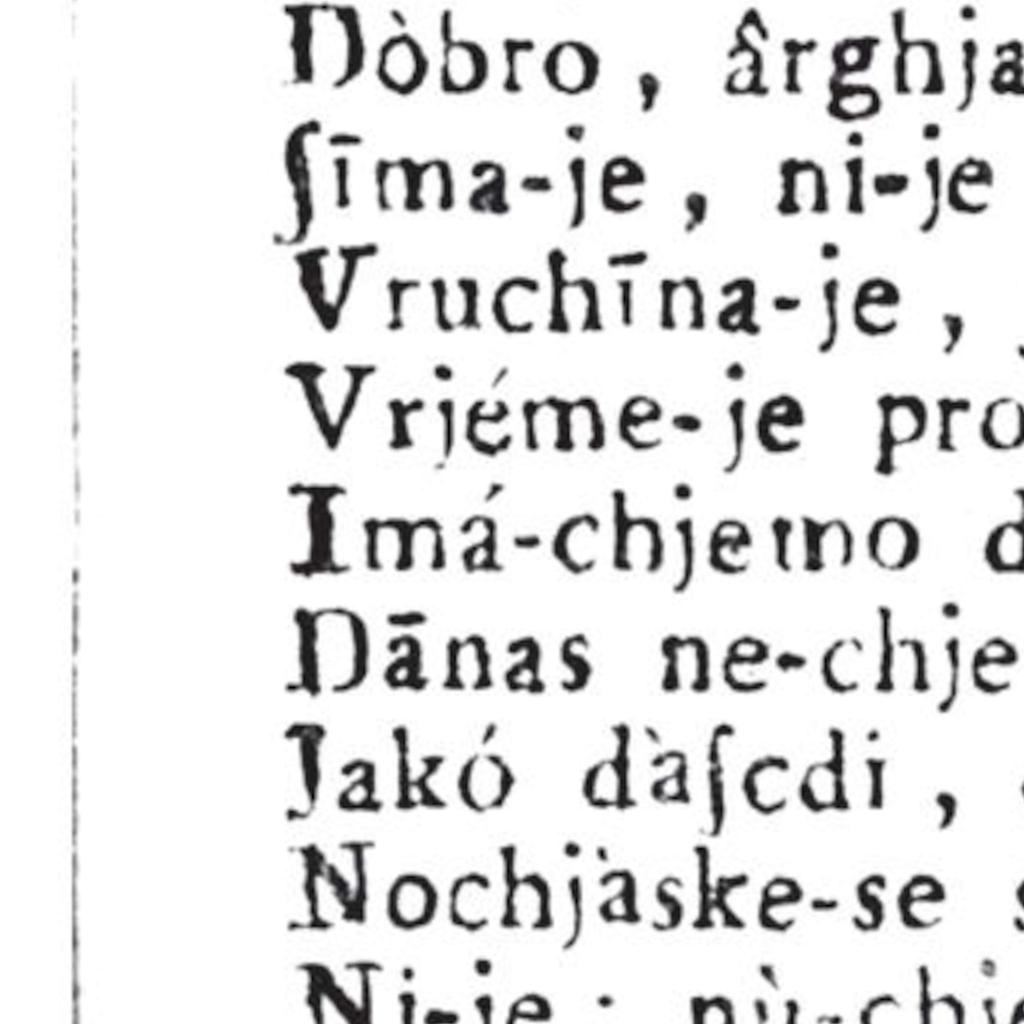 Dòbro, ârghja
ſīma-je, ni-je
Vruchīna-je,
Vrjéme-je pro
Imá-chjemo d
Dānas ne-chje
Jakó dàſcdi,
Nochjàske-se s
Ni-je; nù-chje